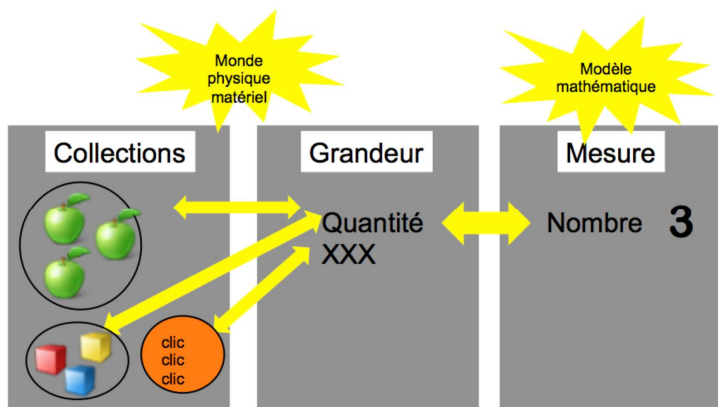 Monde
physique
matériel
Modèle
mathématique
Collections
Grandeur
Mesure
Quantité
XXX
Nombre 3
clic
clic
clic